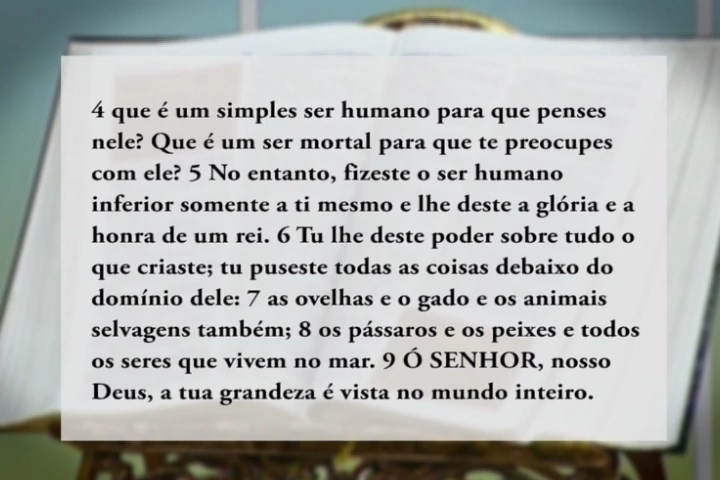 4 que é um simples ser humano para que penses
nele? Que é um ser mortal para que te preocupes
com ele? 5 No entanto, fizeste o ser humano
inferior somente a ti mesmo e lhe deste a glória e a
honra de um rei. 6 Tu lhe deste poder sobre tudo o
que criaste; tu puseste todas as coisas debaixo do
domínio dele: 7 as ovelhas e o gado e os animais
selvagens também; 8 os pássaros e os peixes e todos
os seres que vivem no mar. 9 Ó SENHOR, nosso
Deus, a tua grandeza é vista no mundo inteiro.